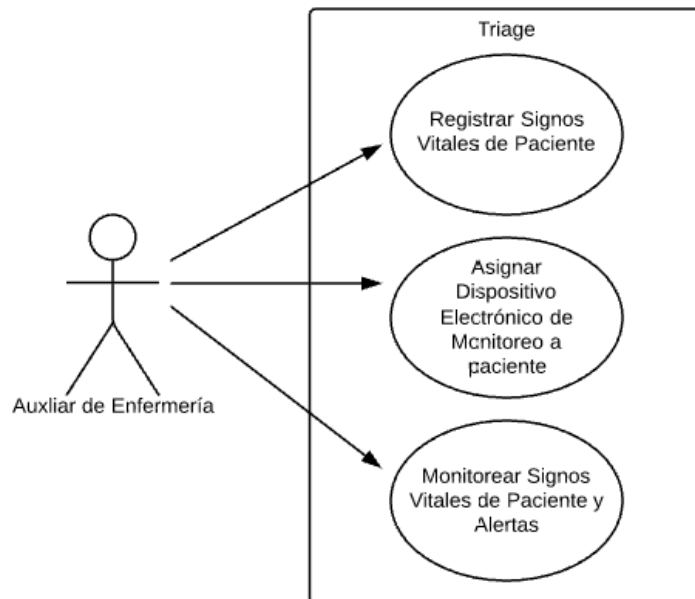 Triage
Registrar Signos
Vitales de Paciente
Asignar
Dispositivo
Electrónico de
Monitoreo a
paciente
Auxliar de Enfermería
Monitorear Signos
Vitales de Paciente y
Alertas